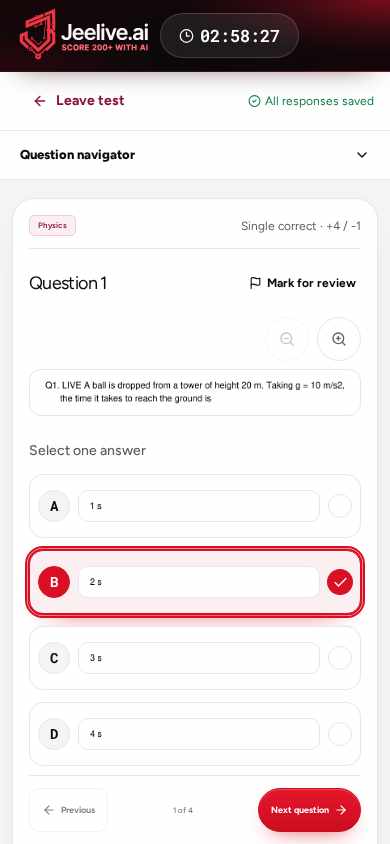 Jeelive.ai
SCORE 200+ WITH AI
02:58:27
Leave test
All responses saved
Question navigator
Physics
Single correct · +4 / -1
Question 1
Mark for review
Q1. LIVE A ball is dropped from a tower of height 20 m. Taking g = 10 m/s2,
the time it takes to reach the ground is
Select one answer
A
1 s
B
2 s
C
3 s
D
4 s
Previous
1 of 4
Next question